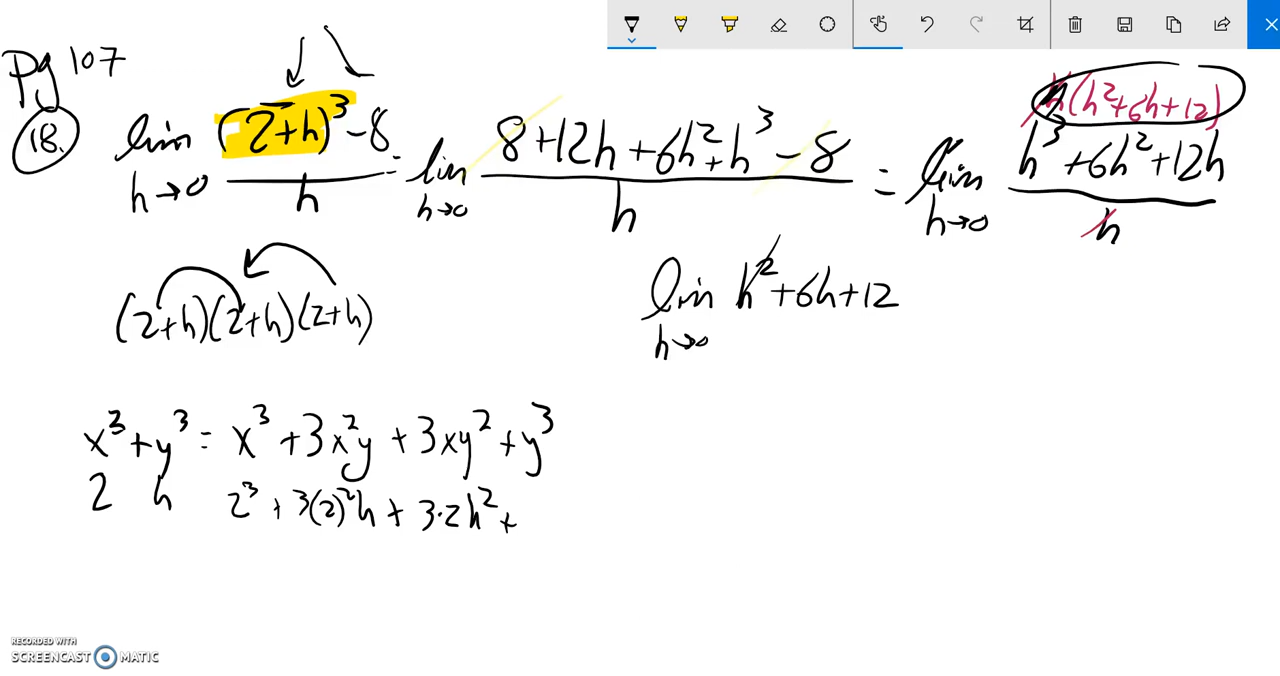 Pg 107
18. lim h→0 (2+h)³-8 / h = lim h→0 8+12h+6h²+h³-8 / h = lim h→0 h³+6h²+12h / h
h(h²+6h+12)
lim h→0 h²+6h+12
(2+h)(2+h)(2+h)
x³+y³ = x³+3x²y+3xy²+y³
2 h 2³+3(2)²h+3·2h²+
RECORDED WITH
SCREENCAST MATIC